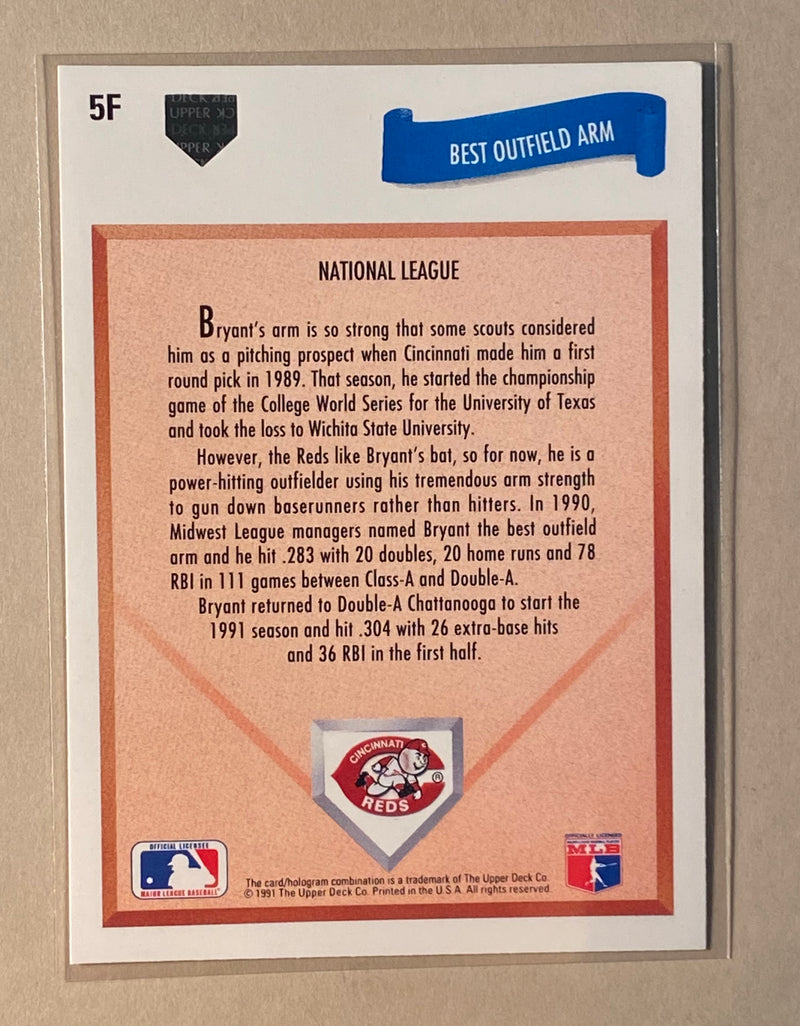 5F
DECK
UPPER
DECK
UPPER
BEST OUTFIELD ARM
NATIONAL LEAGUE
Bryant's arm is so strong that some scouts considered
him as a pitching prospect when Cincinnati made him a first
round pick in 1989. That season, he started the championship
game of the College World Series for the University of Texas
and took the loss to Wichita State University.
However, the Reds like Bryant's bat, so for now, he is a
power-hitting outfielder using his tremendous arm strength
to gun down baserunners rather than hitters. In 1990,
Midwest League managers named Bryant the best outfield
arm and he hit .283 with 20 doubles, 20 home runs and 78
RBI in 111 games between Class-A and Double-A.
Bryant returned to Double-A Chattanooga to start the
1991 season and hit .304 with 26 extra-base hits
and 36 RBI in the first half.
CINCINNATI
REDS ®
OFFICIAL LICENSEE
MAJOR LEAGUE BASEBALL
The card/hologram combination is a trademark of The Upper Deck Co.
© 1991 The Upper Deck Co. Printed in the U.S.A. All rights reserved.
OFFICIALLY LICENSED
MLB